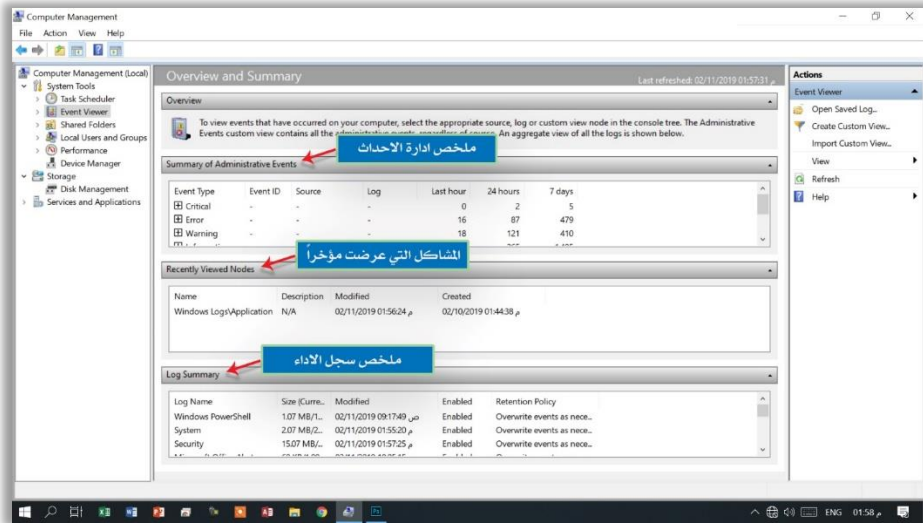 Computer Management
File Action View Help
Computer Management (Local)
System Tools
Task Scheduler
Event Viewer
Shared Folders
Local Users and Groups
Performance
Device Manager
Storage
Disk Management
Services and Applications
Overview and Summary
Last refreshed: 02/11/2019 01:57:31 م
Overview
To view events that have occurred on your computer, select the appropriate source, log or custom view node in the console tree. The Administrative
Events custom view contains all the administrative events, regardless of source. An aggregate view of all the logs is shown below.
ملخص ادارة الاحداث
Summary of Administrative Events
Event Type Event ID Source Log Last hour 24 hours 7 days
Critical - - - 0 2 5
Error - - - 16 87 479
Warning - - - 18 121 410
المشاكل التي عرضت مؤخراً
Recently Viewed Nodes
Name Description Modified Created
Windows Logs\Application N/A 02/11/2019 01:56:24 م 02/10/2019 01:44:38 م
ملخص سجل الاداء
Log Summary
Log Name Size (Curre... Modified Enabled Retention Policy
Windows PowerShell 1.07 MB/1... 02/11/2019 09:17:49 ص Enabled Overwrite events as nece...
System 2.07 MB/2... 02/11/2019 01:55:20 م Enabled Overwrite events as nece...
Security 15.07 MB/... 02/11/2019 01:57:25 م Enabled Overwrite events as nece...
Actions
Event Viewer
Open Saved Log...
Create Custom View...
Import Custom View...
View
Refresh
Help
ENG 01:58 م